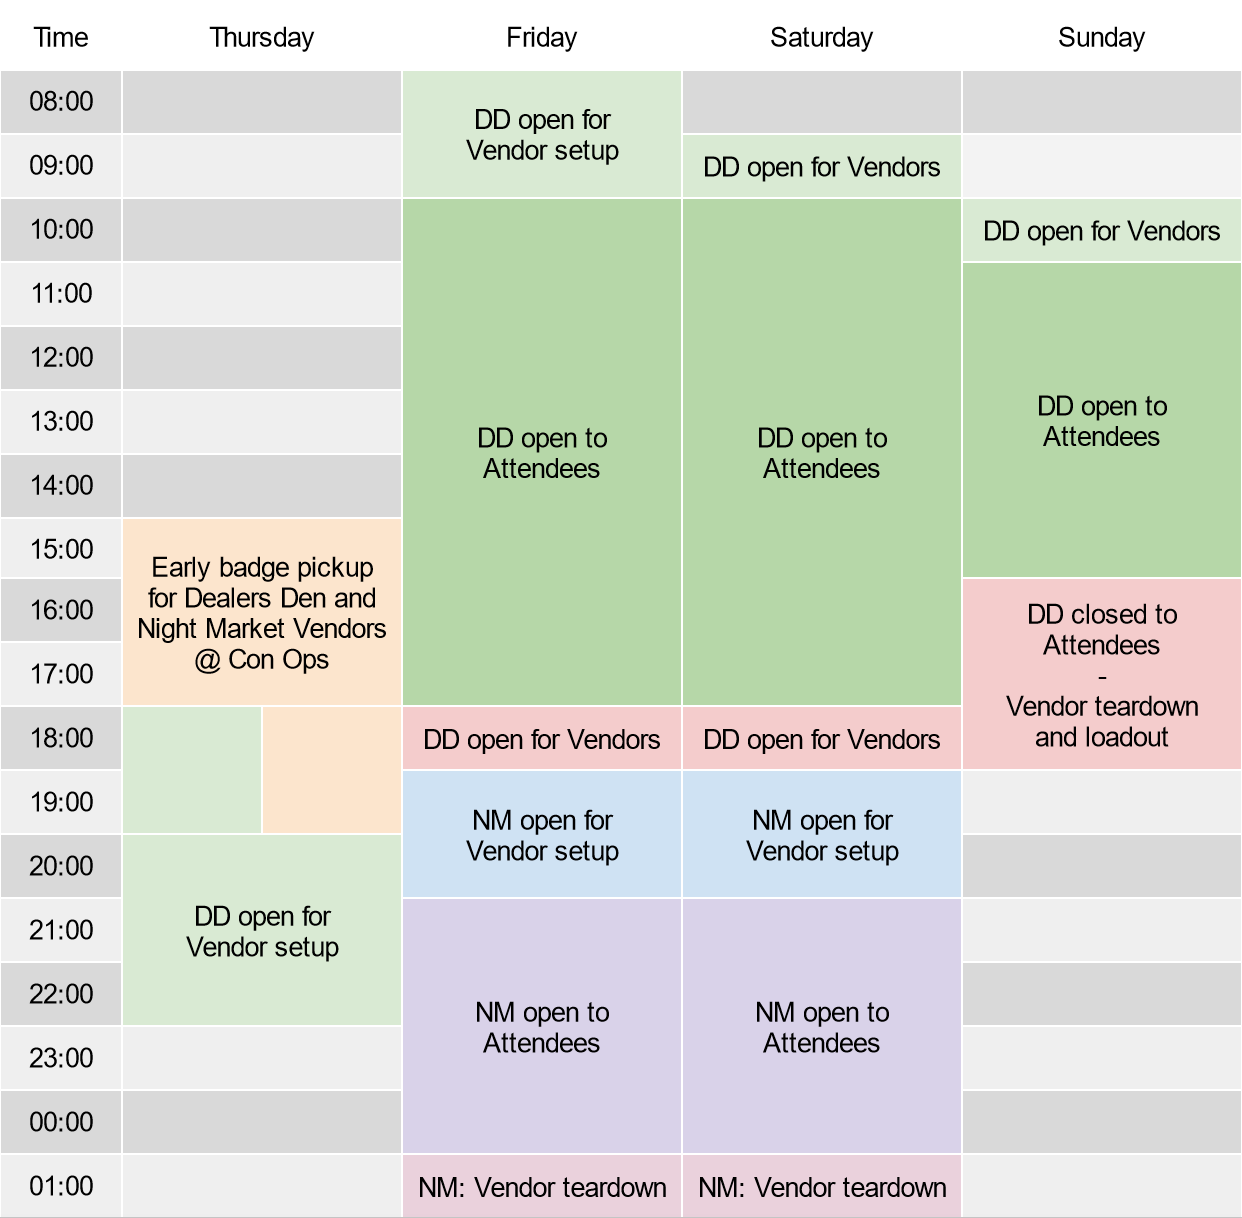 Time Thursday Friday Saturday Sunday
08:00
DD open for
Vendor setup
09:00
DD open for Vendors
10:00
DD open for Vendors
11:00
12:00
13:00
DD open to
Attendees
DD open to
Attendees
DD open to
Attendees
14:00
15:00
Early badge pickup
for Dealers Den and
Night Market Vendors
@ Con Ops
16:00
DD closed to
Attendees
-
Vendor teardown
and loadout
17:00
18:00
DD open for Vendors
DD open for Vendors
19:00
NM open for
Vendor setup
NM open for
Vendor setup
20:00
21:00
DD open for
Vendor setup
22:00
NM open to
Attendees
NM open to
Attendees
23:00
00:00
01:00
NM: Vendor teardown
NM: Vendor teardown